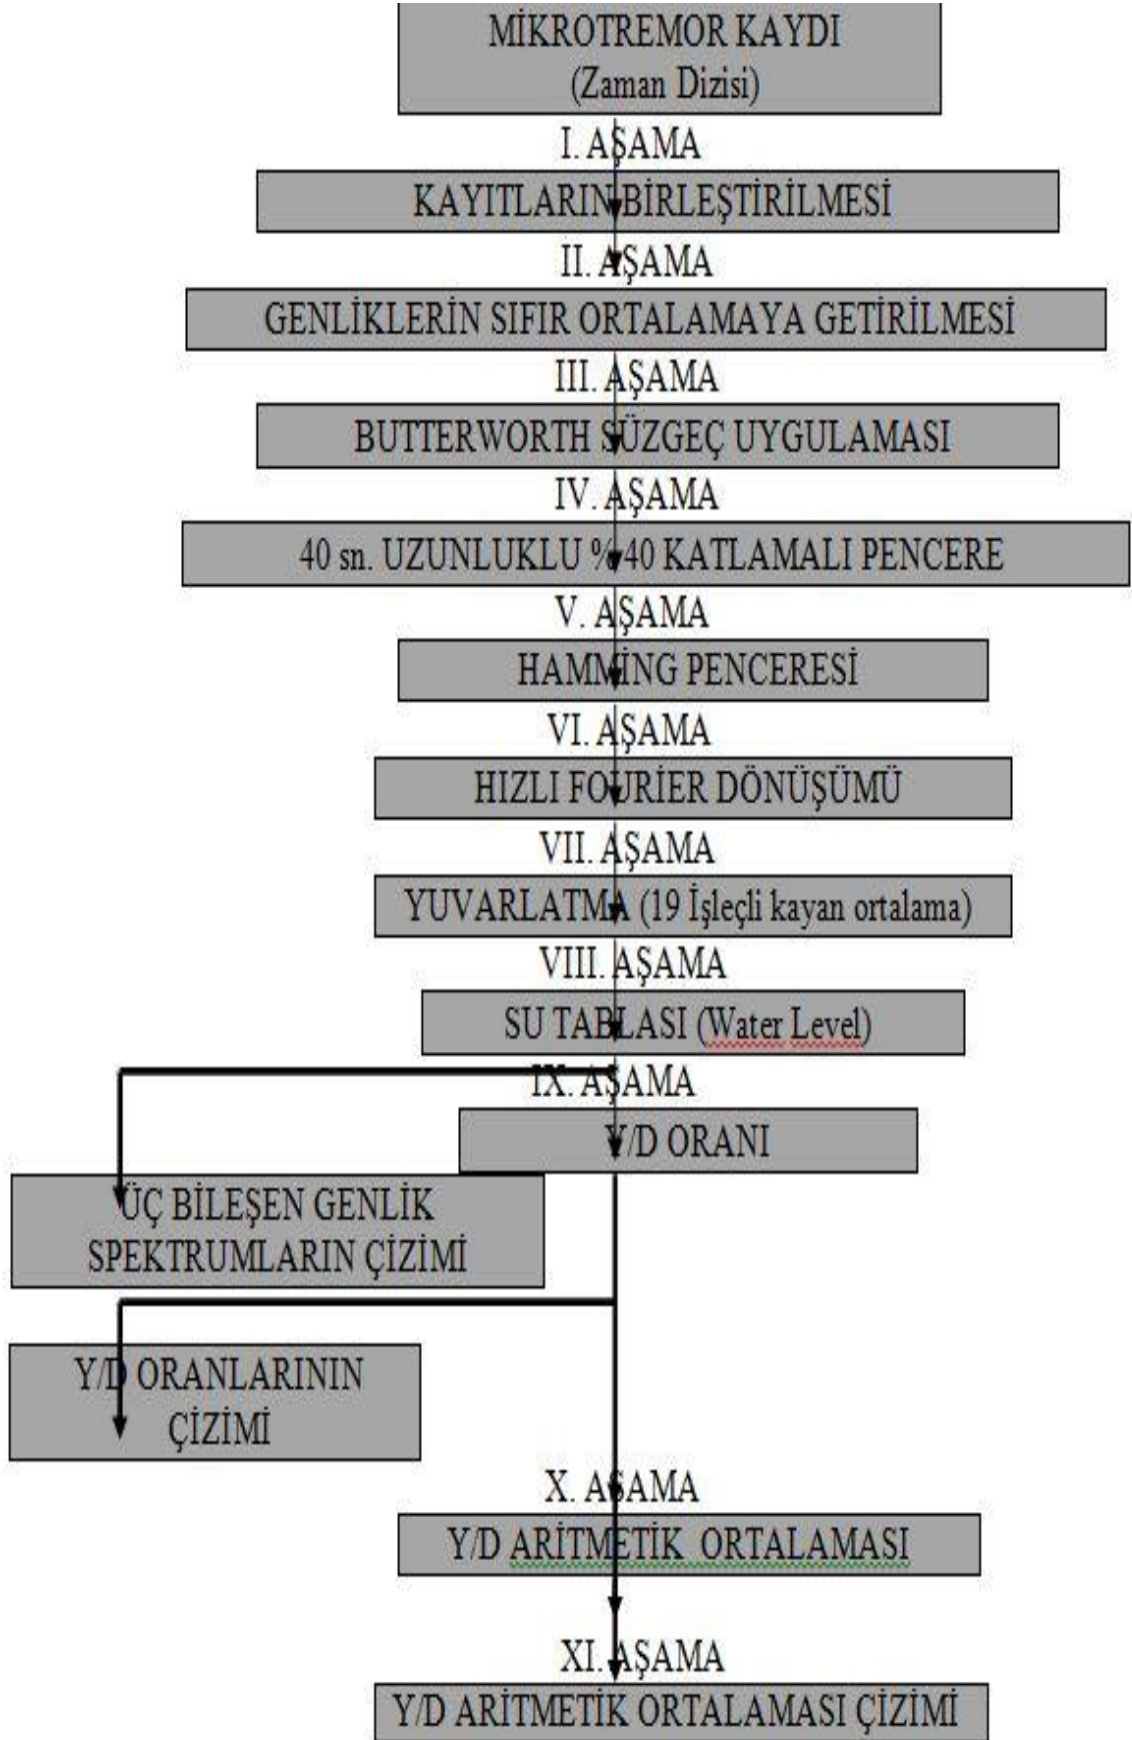 MİKROTREMOR KAYDI
(Zaman Dizisi)
I. AŞAMA
KAYITLARIN BİRLEŞTİRİLMESİ
II. AŞAMA
GENLİKLERİN SIFIR ORTALAMAYA GETİRİLMESİ
III. AŞAMA
BUTTERWORTH SÜZGEÇ UYGULAMASI
IV. AŞAMA
40 sn. UZUNLUKLU % 40 KATLAMALI PENCERE
V. AŞAMA
HAMMİNG PENCERESİ
VI. AŞAMA
HIZLI FOURİER DÖNÜŞÜMÜ
VII. AŞAMA
YUVARLATMA (19 İşleçli kayan ortalama)
VIII. AŞAMA
SU TABLASI (Water Level)
IX. AŞAMA
Y/D ORANI
ÜÇ BİLEŞEN GENLİK
SPEKTRUMLARIN ÇİZİMİ
Y/D ORANLARININ
ÇİZİMİ
X. AŞAMA
Y/D ARİTMETİK ORTALAMASI
XI. AŞAMA
Y/D ARİTMETİK ORTALAMASI ÇİZİMİ